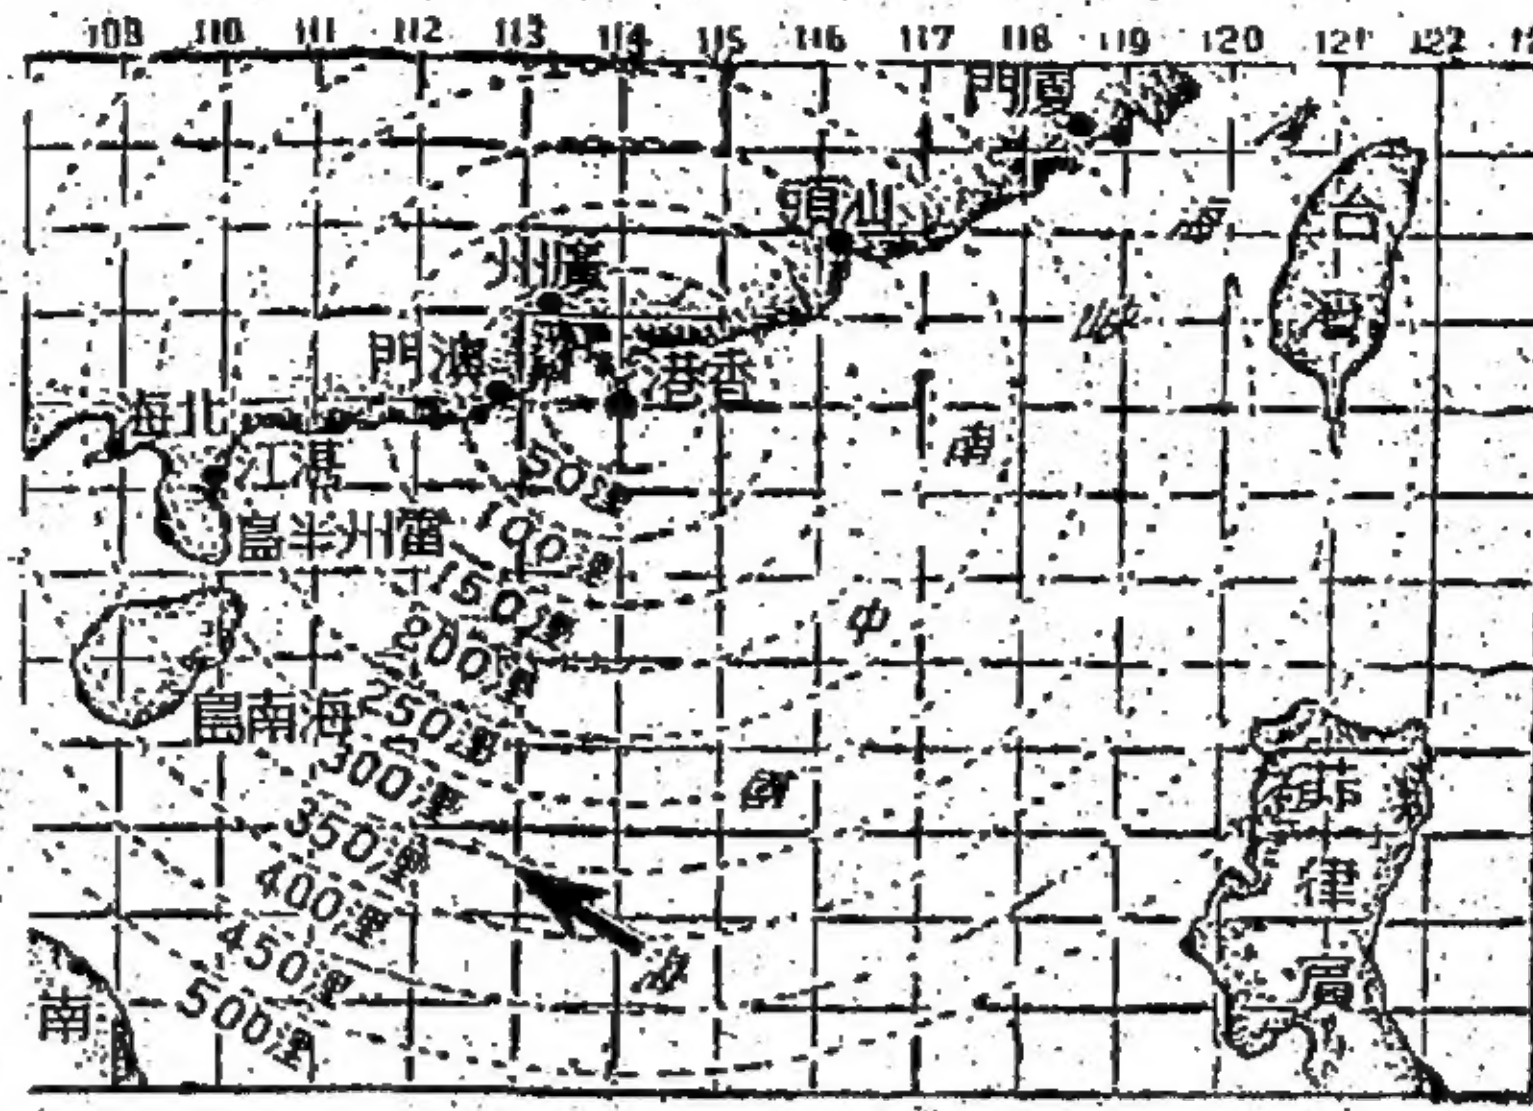 109 110 111 112 113 114 115 116 117 118 119 120 121 122
廈門
汕頭
廣州
澳門
香港
北海
湛江
雷州半島
海南島
台灣
海峽
50浬
100浬
150浬
200浬
250浬
300浬
350浬
400浬
450浬
500浬
南
中
國
海
菲律賓
南